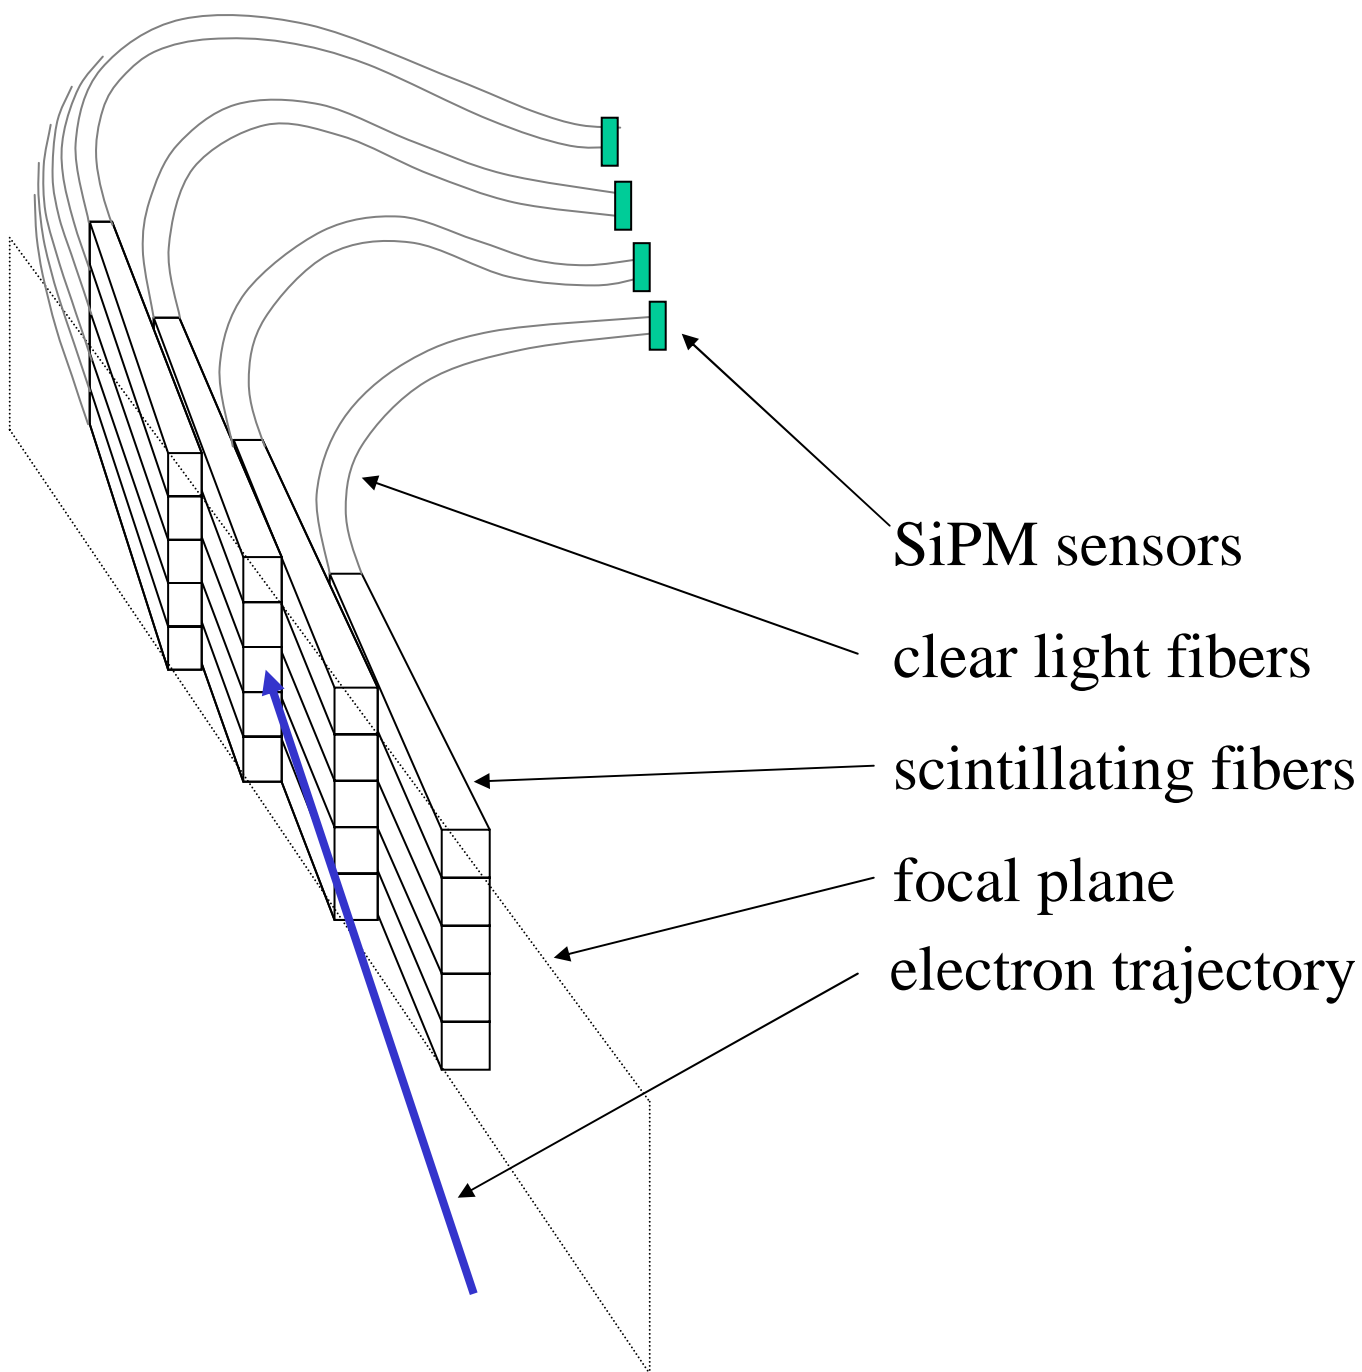 SiPM sensors
clear light fibers
scintillating fibers
focal plane
electron trajectory